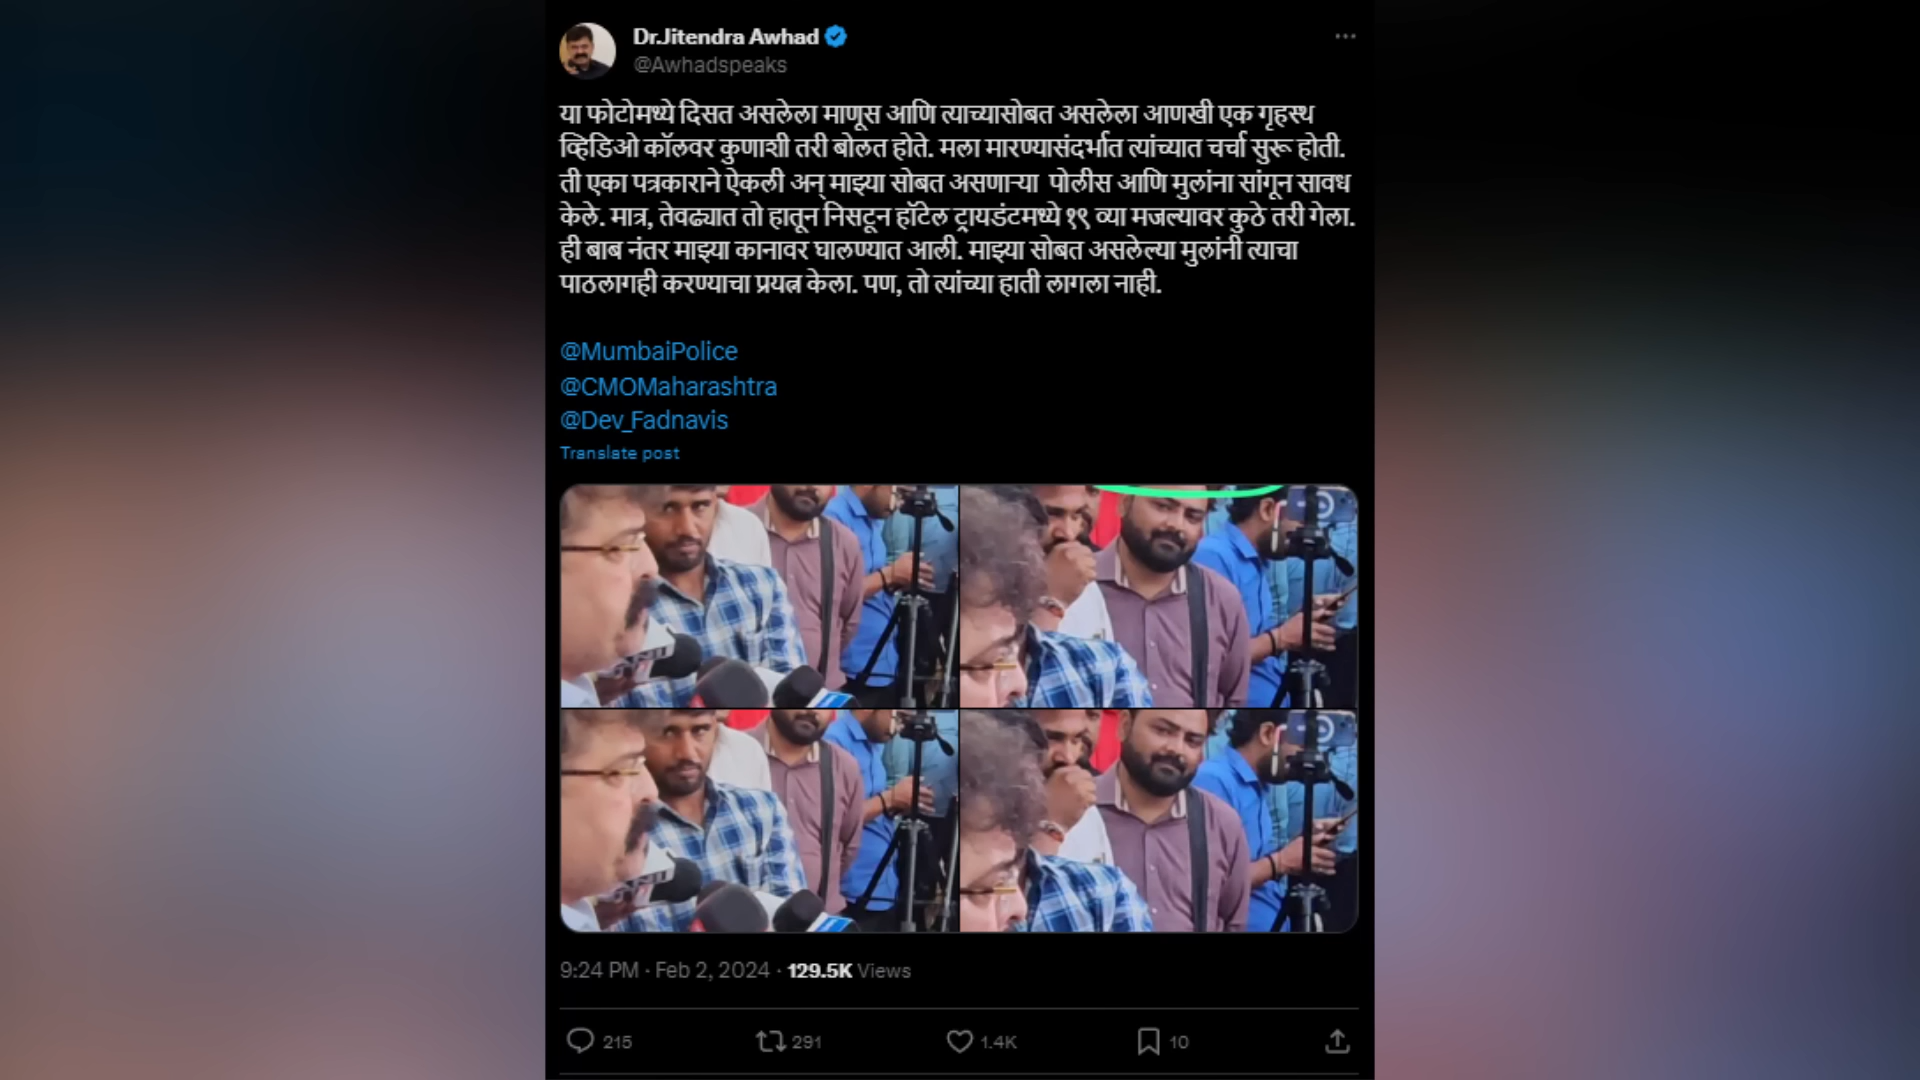 Dr.Jitendra Awhad
@Awhadspeaks
या फोटोमध्ये दिसत असलेला माणूस आणि त्याच्यासोबत असलेला आणखी एक गृहस्थ
व्हिडिओ कॉलवर कुणाशी तरी बोलत होते. मला मारण्यासंदर्भात त्यांच्यात चर्चा सुरू होती.
ती एका पत्रकाराने ऐकली अन् माझ्या सोबत असणाऱ्या पोलीस आणि मुलांना सांगून सावध
केले. मात्र, तेवढ्यात तो हातून निसटून हॉटेल ट्रायडंटमध्ये १९ व्या मजल्यावर कुठे तरी गेला.
ही बाब नंतर माझ्या कानावर घालण्यात आली. माझ्या सोबत असलेल्या मुलांनी त्याचा
पाठलागही करण्याचा प्रयत्न केला. पण, तो त्यांच्या हाती लागला नाही.
@MumbaiPolice
@CMOMaharashtra
@Dev_Fadnavis
Translate post
9:24 PM · Feb 2, 2024 · 129.5K Views
215 291 1.4K 10